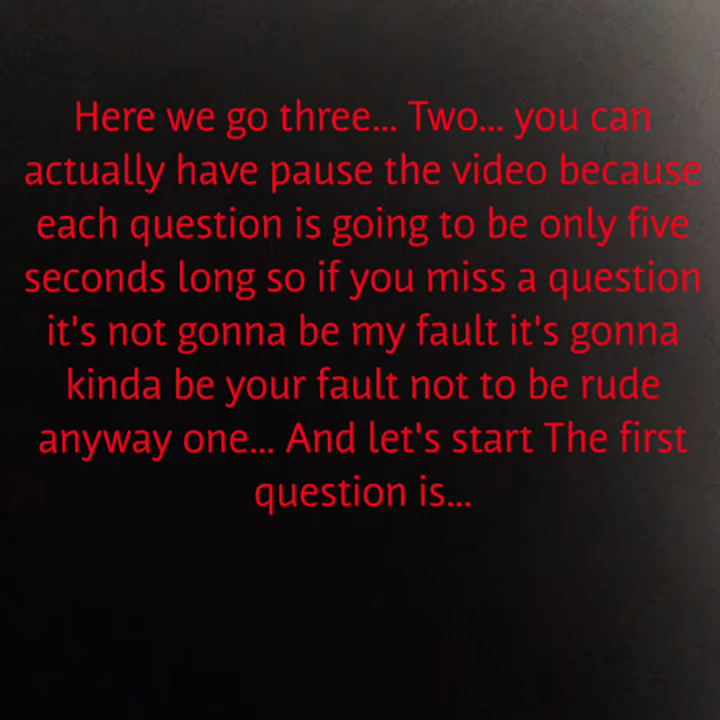 Here we go three... Two... you can
actually have pause the video because
each question is going to be only five
seconds long so if you miss a question
it's not gonna be my fault it's gonna
kinda be your fault not to be rude
anyway one... And let's start The first
question is...